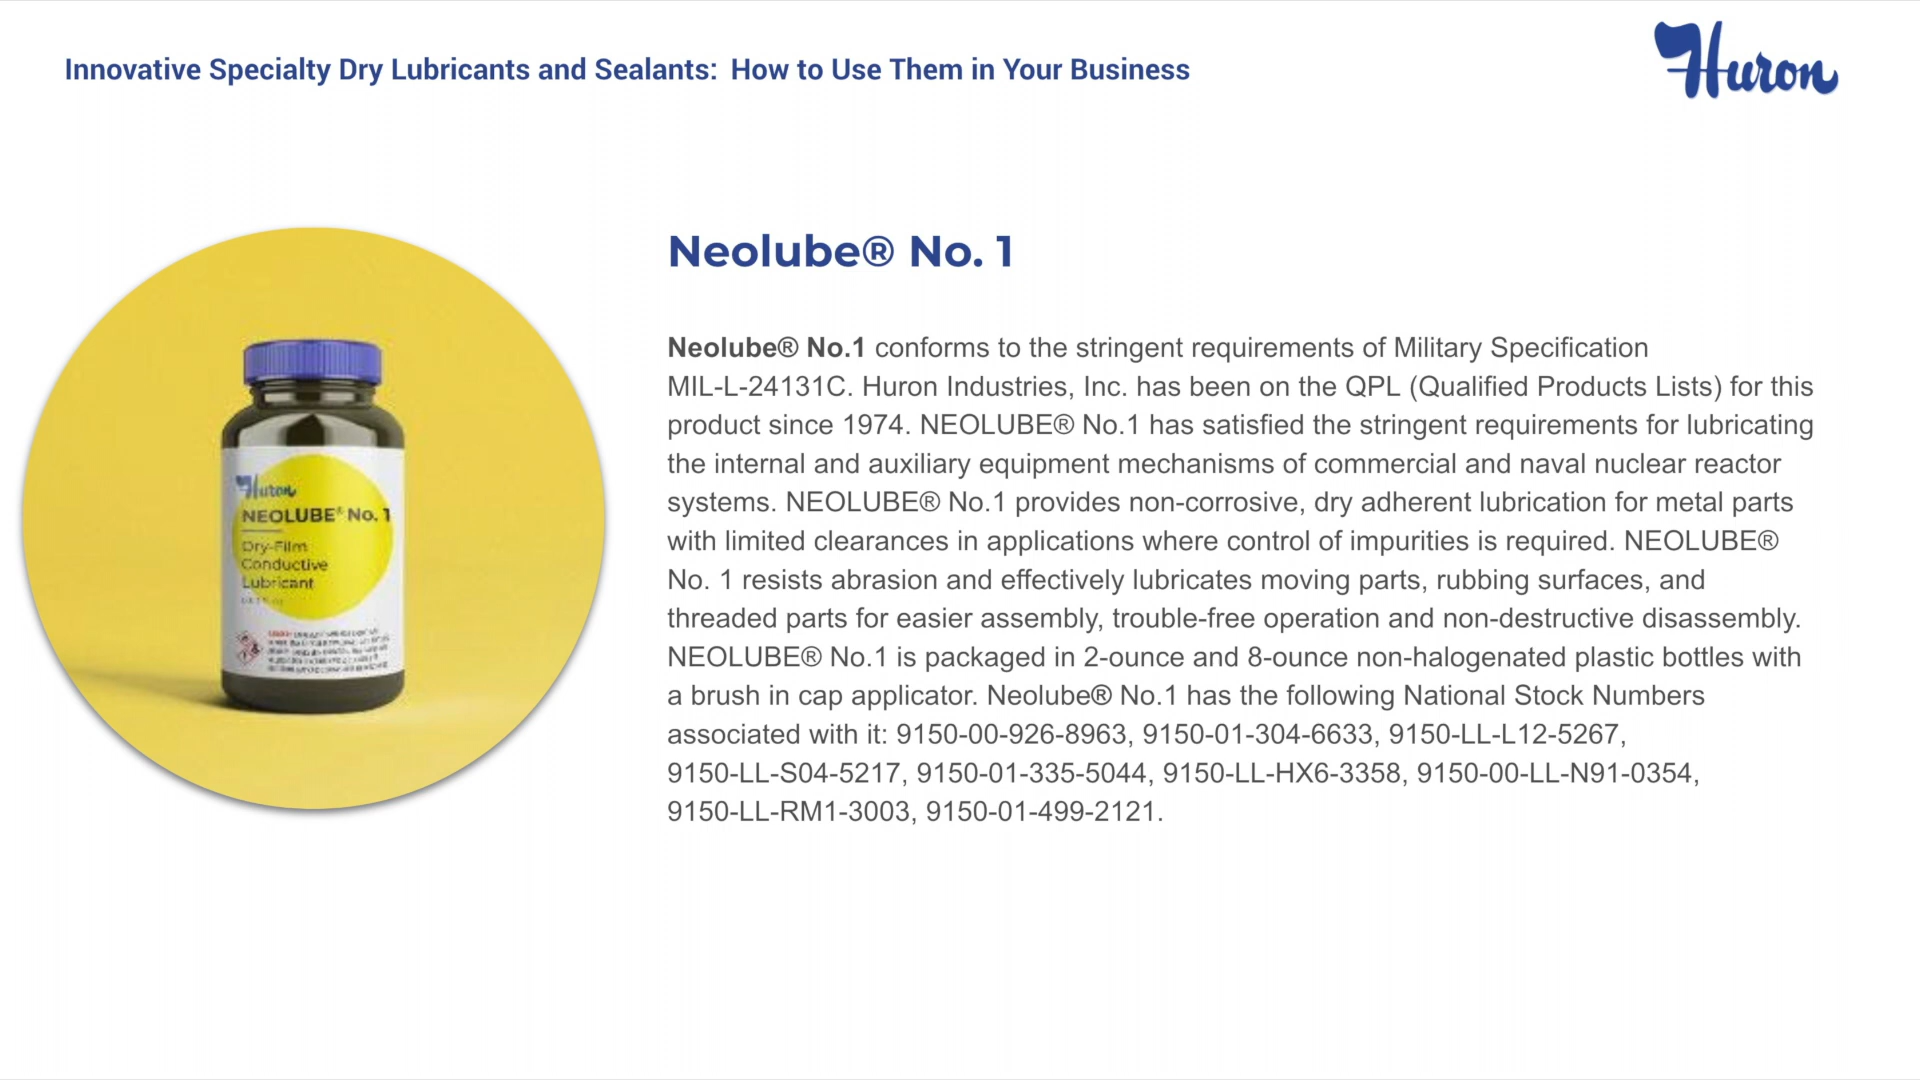 Innovative Specialty Dry Lubricants and Sealants: How to Use Them in Your Business
Huron
Neolube® No. 1
Neolube® No.1 conforms to the stringent requirements of Military Specification
MIL-L-24131C. Huron Industries, Inc. has been on the QPL (Qualified Products Lists) for this
product since 1974. NEOLUBE® No.1 has satisfied the stringent requirements for lubricating
the internal and auxiliary equipment mechanisms of commercial and naval nuclear reactor
systems. NEOLUBE® No.1 provides non-corrosive, dry adherent lubrication for metal parts
with limited clearances in applications where control of impurities is required. NEOLUBE®
No. 1 resists abrasion and effectively lubricates moving parts, rubbing surfaces, and
threaded parts for easier assembly, trouble-free operation and non-destructive disassembly.
NEOLUBE® No.1 is packaged in 2-ounce and 8-ounce non-halogenated plastic bottles with
a brush in cap applicator. Neolube® No.1 has the following National Stock Numbers
associated with it: 9150-00-926-8963, 9150-01-304-6633, 9150-LL-L12-5267,
9150-LL-S04-5217, 9150-01-335-5044, 9150-LL-HX6-3358, 9150-00-LL-N91-0354,
9150-LL-RM1-3003, 9150-01-499-2121.
Huron
NEOLUBE® No. 1
Dry-Film
Conductive
Lubricant